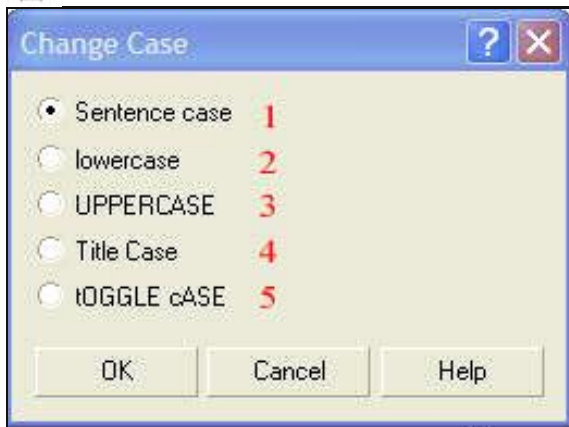 Change Case
Sentence case 1
lowercase 2
UPPERCASE 3
Title Case 4
tOGGLE cASE 5
OK Cancel Help